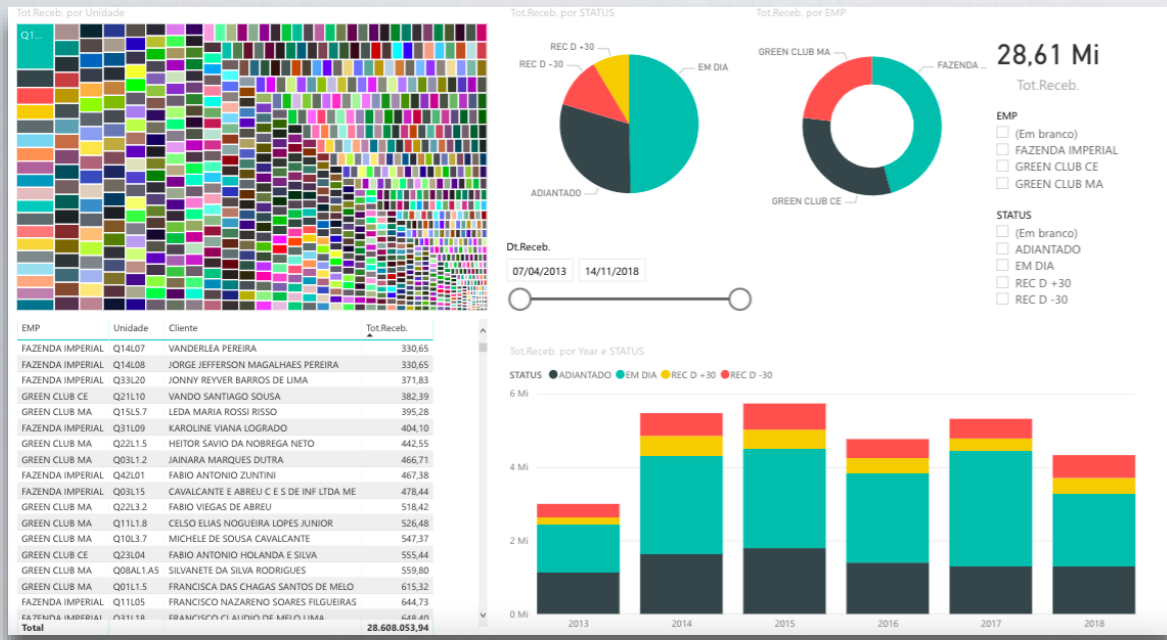 Tot.Receb. por Unidade
Q1...
Tot.Receb. por STATUS
REC D +30
REC D -30
EM DIA
ADIANTADO
Tot.Receb. por EMP
GREEN CLUB MA
FAZENDA ...
GREEN CLUB CE
28,61 Mi
Tot.Receb.
EMP
(Em branco)
FAZENDA IMPERIAL
GREEN CLUB CE
GREEN CLUB MA
STATUS
(Em branco)
ADIANTADO
EM DIA
REC D +30
REC D -30
Dt.Receb.
07/04/2013 14/11/2018
EMP Unidade Cliente Tot.Receb.
FAZENDA IMPERIAL Q14L07 VANDERLEA PEREIRA 330,65
FAZENDA IMPERIAL Q14L08 JORGE JEFFERSON MAGALHAES PEREIRA 330,65
FAZENDA IMPERIAL Q33L20 JONNY REYVER BARROS DE LIMA 371,83
GREEN CLUB CE Q21L10 VANDO SANTIAGO SOUSA 382,39
GREEN CLUB MA Q15L5.7 LEDA MARIA ROSSI RISSO 395,28
FAZENDA IMPERIAL Q31L09 KAROLINE VIANA LOGRADO 404,10
GREEN CLUB MA Q22L1.5 HEITOR SAVIO DA NOBREGA NETO 442,55
GREEN CLUB MA Q03L1.2 JAINARA MARQUES DUTRA 466,71
FAZENDA IMPERIAL Q42L01 FABIO ANTONIO ZUNTINI 467,38
FAZENDA IMPERIAL Q03L15 CAVALCANTE E ABREU C E S DE INF LTDA ME 478,44
GREEN CLUB MA Q22L3.2 FABIO VIEGAS DE ABREU 518,42
GREEN CLUB MA Q11L1.8 CELSO ELIAS NOGUEIRA LOPES JUNIOR 526,48
GREEN CLUB MA Q10L3.7 MICHELE DE SOUSA CAVALCANTE 547,37
GREEN CLUB CE Q23L04 FABIO ANTONIO HOLANDA E SILVA 555,44
GREEN CLUB MA Q08AL1.A5 SILVANETE DA SILVA RODRIGUES 559,80
GREEN CLUB MA Q01L1.5 FRANCISCA DAS CHAGAS SANTOS DE MELO 615,32
FAZENDA IMPERIAL Q11L05 FRANCISCO NAZARENO SOARES FILGUEIRAS 644,73
FAZENDA IMPERIAL Q31L18 FRANCISCO CLAUDIO DE MELO LIMA 648,40
Total 28.608.053,94
Tot.Receb. por Year e STATUS
STATUS ADIANTADO EM DIA REC D +30 REC D -30
6 Mi
4 Mi
2 Mi
0 Mi
2013 2014 2015 2016 2017 2018